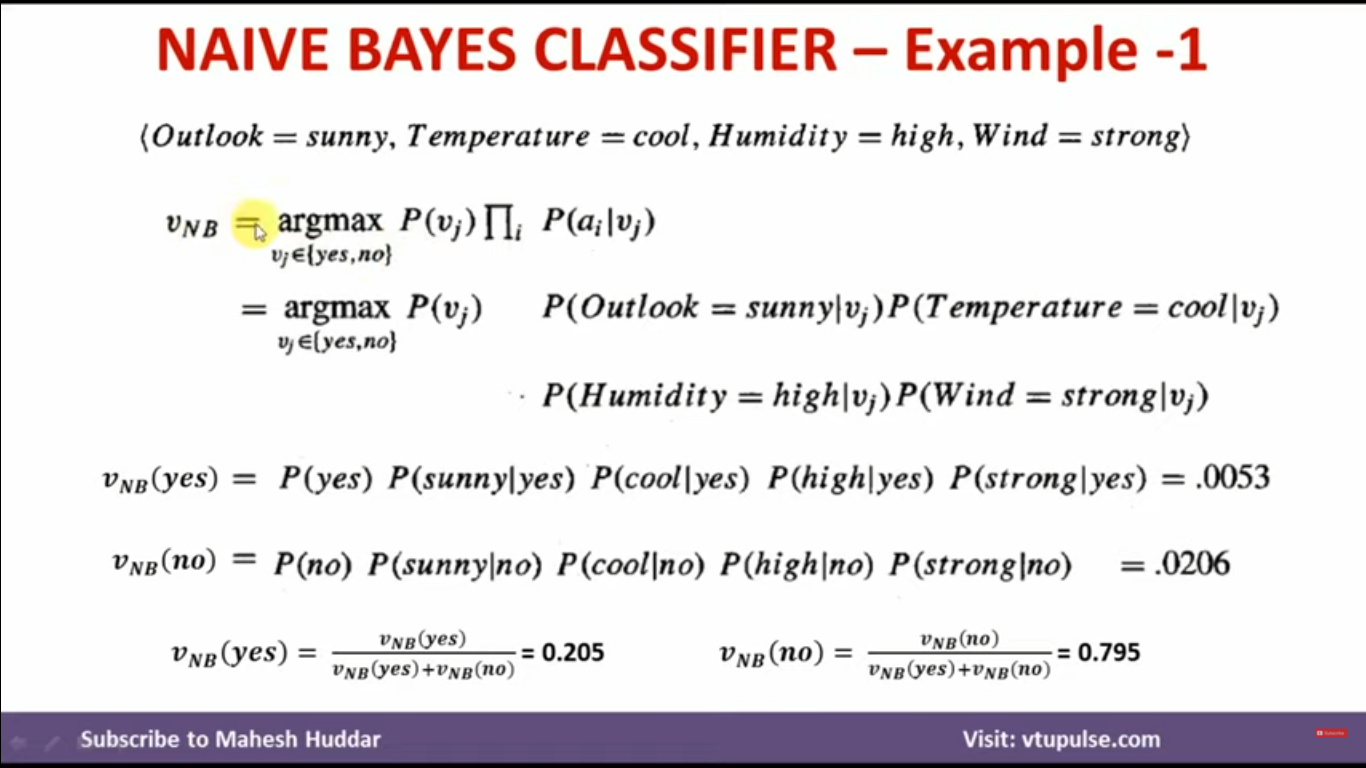 NAIVE BAYES CLASSIFIER – Example -1
⟨Outlook = sunny, Temperature = cool, Humidity = high, Wind = strong⟩
v_NB = argmax P(v_j) ∏_i P(a_i|v_j)
v_j∈{yes,no}
= argmax P(v_j) P(Outlook = sunny|v_j)P(Temperature = cool|v_j)
v_j∈{yes,no}
· P(Humidity = high|v_j)P(Wind = strong|v_j)
v_NB(yes) = P(yes) P(sunny|yes) P(cool|yes) P(high|yes) P(strong|yes) = .0053
v_NB(no) = P(no) P(sunny|no) P(cool|no) P(high|no) P(strong|no) = .0206
v_NB(yes) = v_NB(yes) / v_NB(yes)+v_NB(no) = 0.205 v_NB(no) = v_NB(no) / v_NB(yes)+v_NB(no) = 0.795
Subscribe to Mahesh Huddar Visit: vtupulse.com